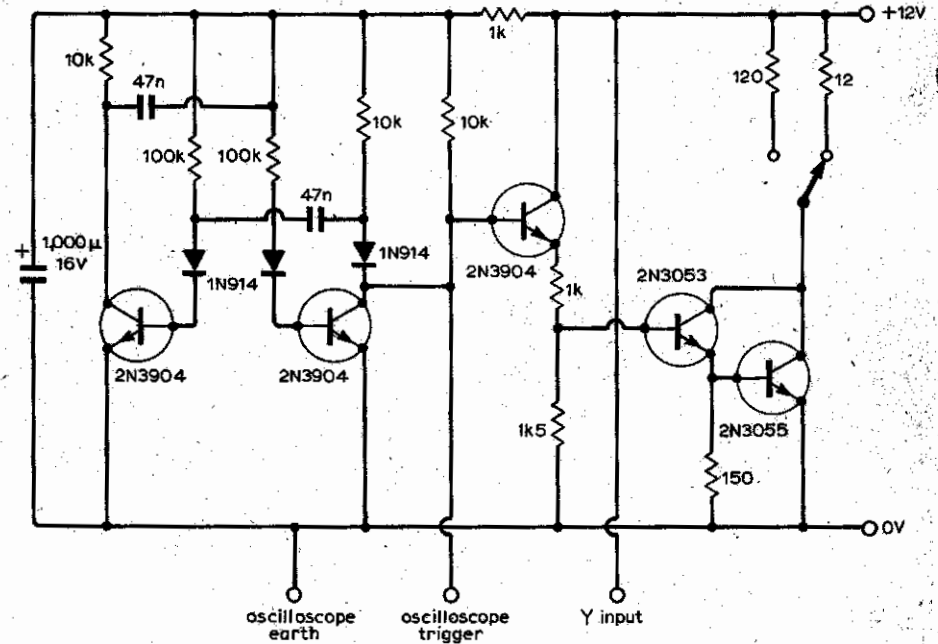 +12V
1k
10k
120
12
47n
10k
10k
100k
100k
47n
+
1,000μ
16V
1N914
1N914
2N3904
1k
2N3053
2N3904
2N3904
1k5
2N3055
150
0V
oscilloscope
earth
oscilloscope
trigger
Y input